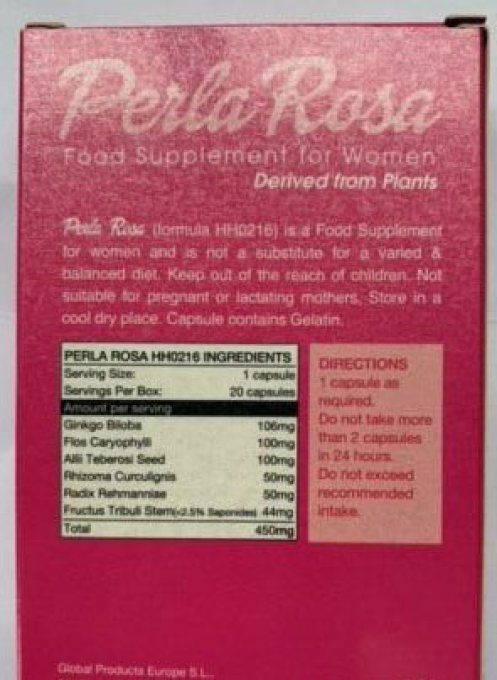 Perla Rosa
Food Supplement for Women
Derived from Plants
Perla Rosa (formula HH0216) is a Food Supplement
for women and is not a substitute for a varied &
balanced diet. Keep out of the reach of children. Not
suitable for pregnant or lactating mothers. Store in a
cool dry place. Capsule contains Gelatin.
PERLA ROSA HH0216 INGREDIENTS
Serving Size: 1 capsule
Servings Per Box: 20 capsules
Amount per serving
Ginkgo Biloba 106mg
Flos Caryophylli 100mg
Alli Teberosi Seed 100mg
Rhizoma Curculignis 50mg
Radix Rehmanniae 50mg
Fructus Tribuli Stem(<2.5% Saponides) 44mg
Total 450mg
DIRECTIONS
1 capsule as
required.
Do not take more
than 2 capsules
in 24 hours.
Do not exceed
recommended
intake.
Global Products Europe S.L.,